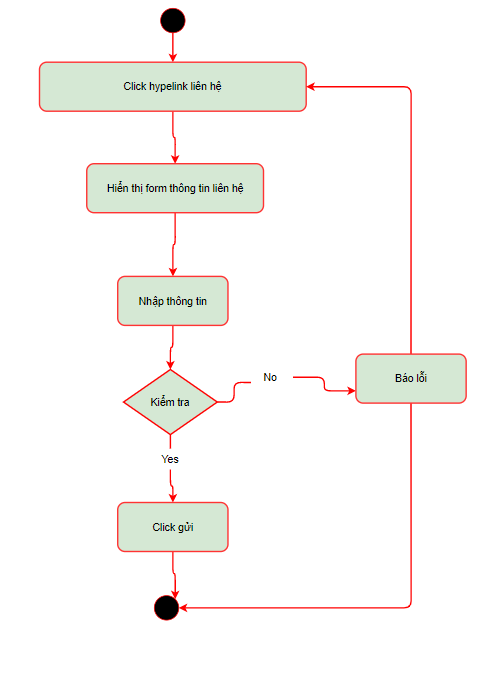 Click hypelink liên hệ
Hiển thị form thông tin liên hệ
Nhập thông tin
No
Báo lỗi
Kiểm tra
Yes
Click gửi